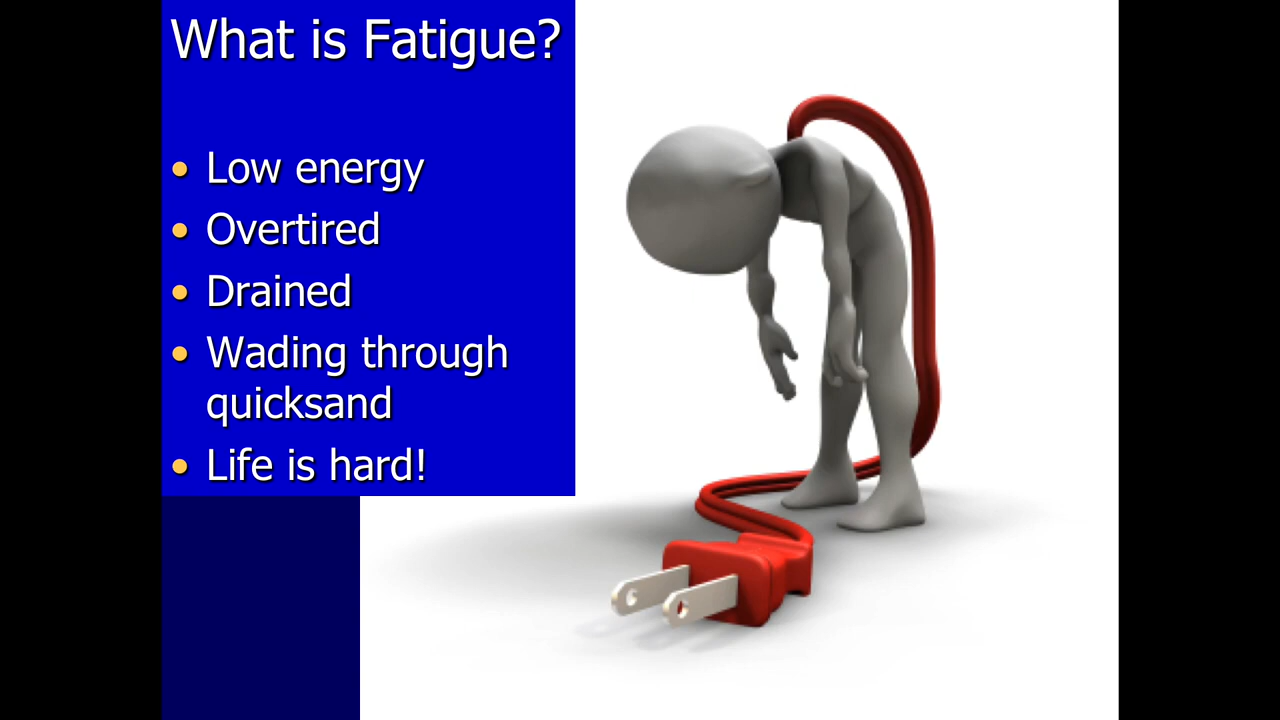 What is Fatigue?
• Low energy
• Overtired
• Drained
• Wading through
quicksand
• Life is hard!